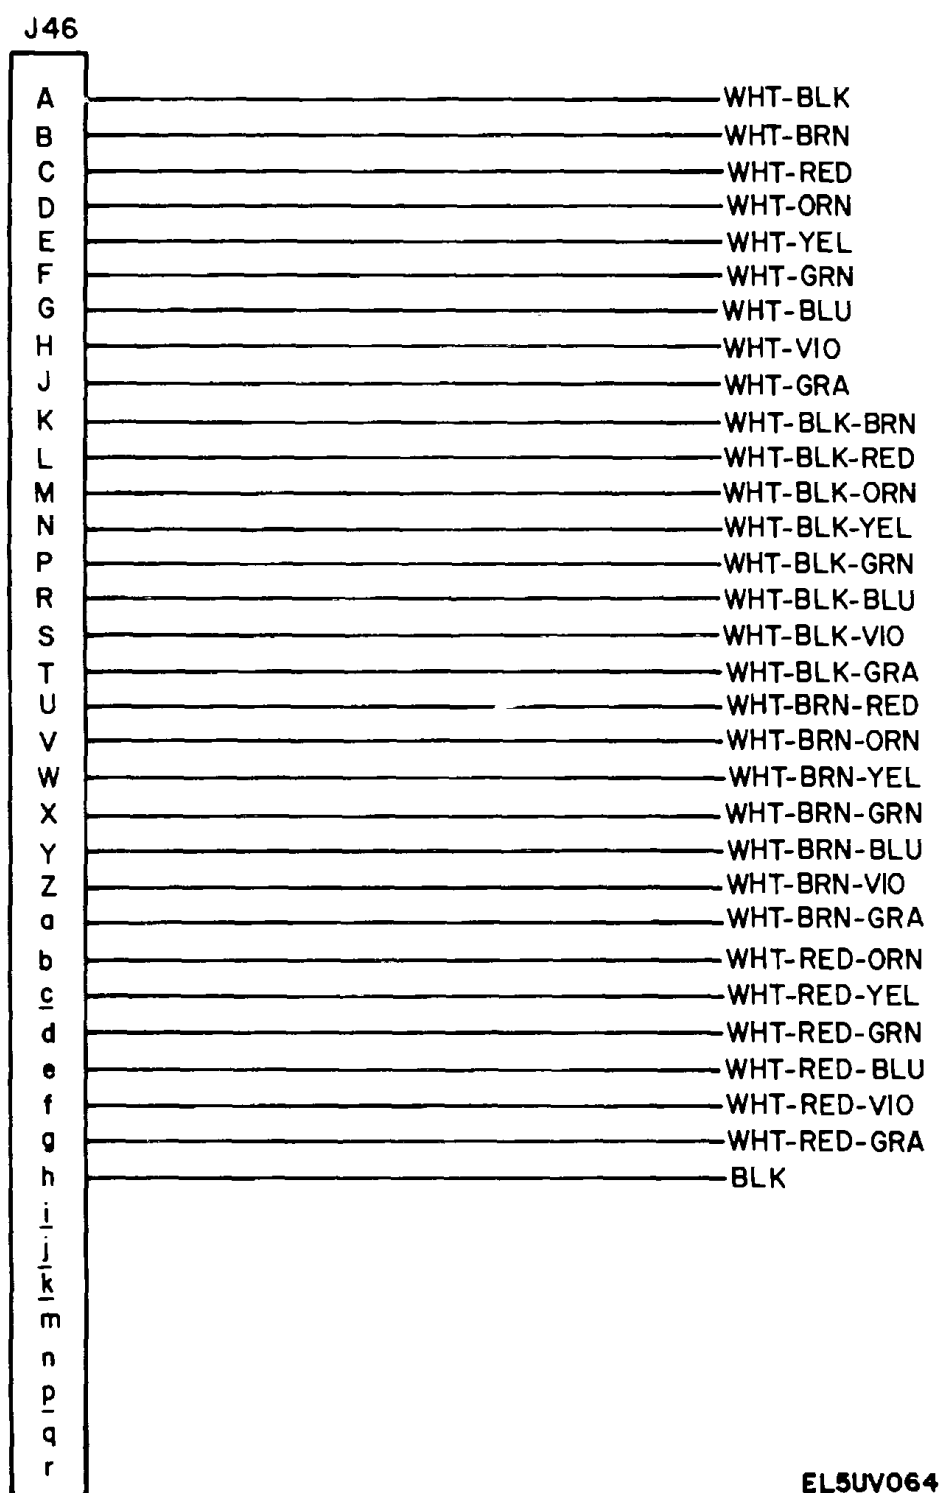 J46
A WHT-BLK
B WHT-BRN
C WHT-RED
D WHT-ORN
E WHT-YEL
F WHT-GRN
G WHT-BLU
H WHT-VIO
J WHT-GRA
K WHT-BLK-BRN
L WHT-BLK-RED
M WHT-BLK-ORN
N WHT-BLK-YEL
P WHT-BLK-GRN
R WHT-BLK-BLU
S WHT-BLK-VIO
T WHT-BLK-GRA
U WHT-BRN-RED
V WHT-BRN-ORN
W WHT-BRN-YEL
X WHT-BRN-GRN
Y WHT-BRN-BLU
Z WHT-BRN-VIO
a WHT-BRN-GRA
b WHT-RED-ORN
c WHT-RED-YEL
d WHT-RED-GRN
e WHT-RED-BLU
f WHT-RED-VIO
g WHT-RED-GRA
h BLK
i
j
k
m
n
p
q
r
EL5UV064